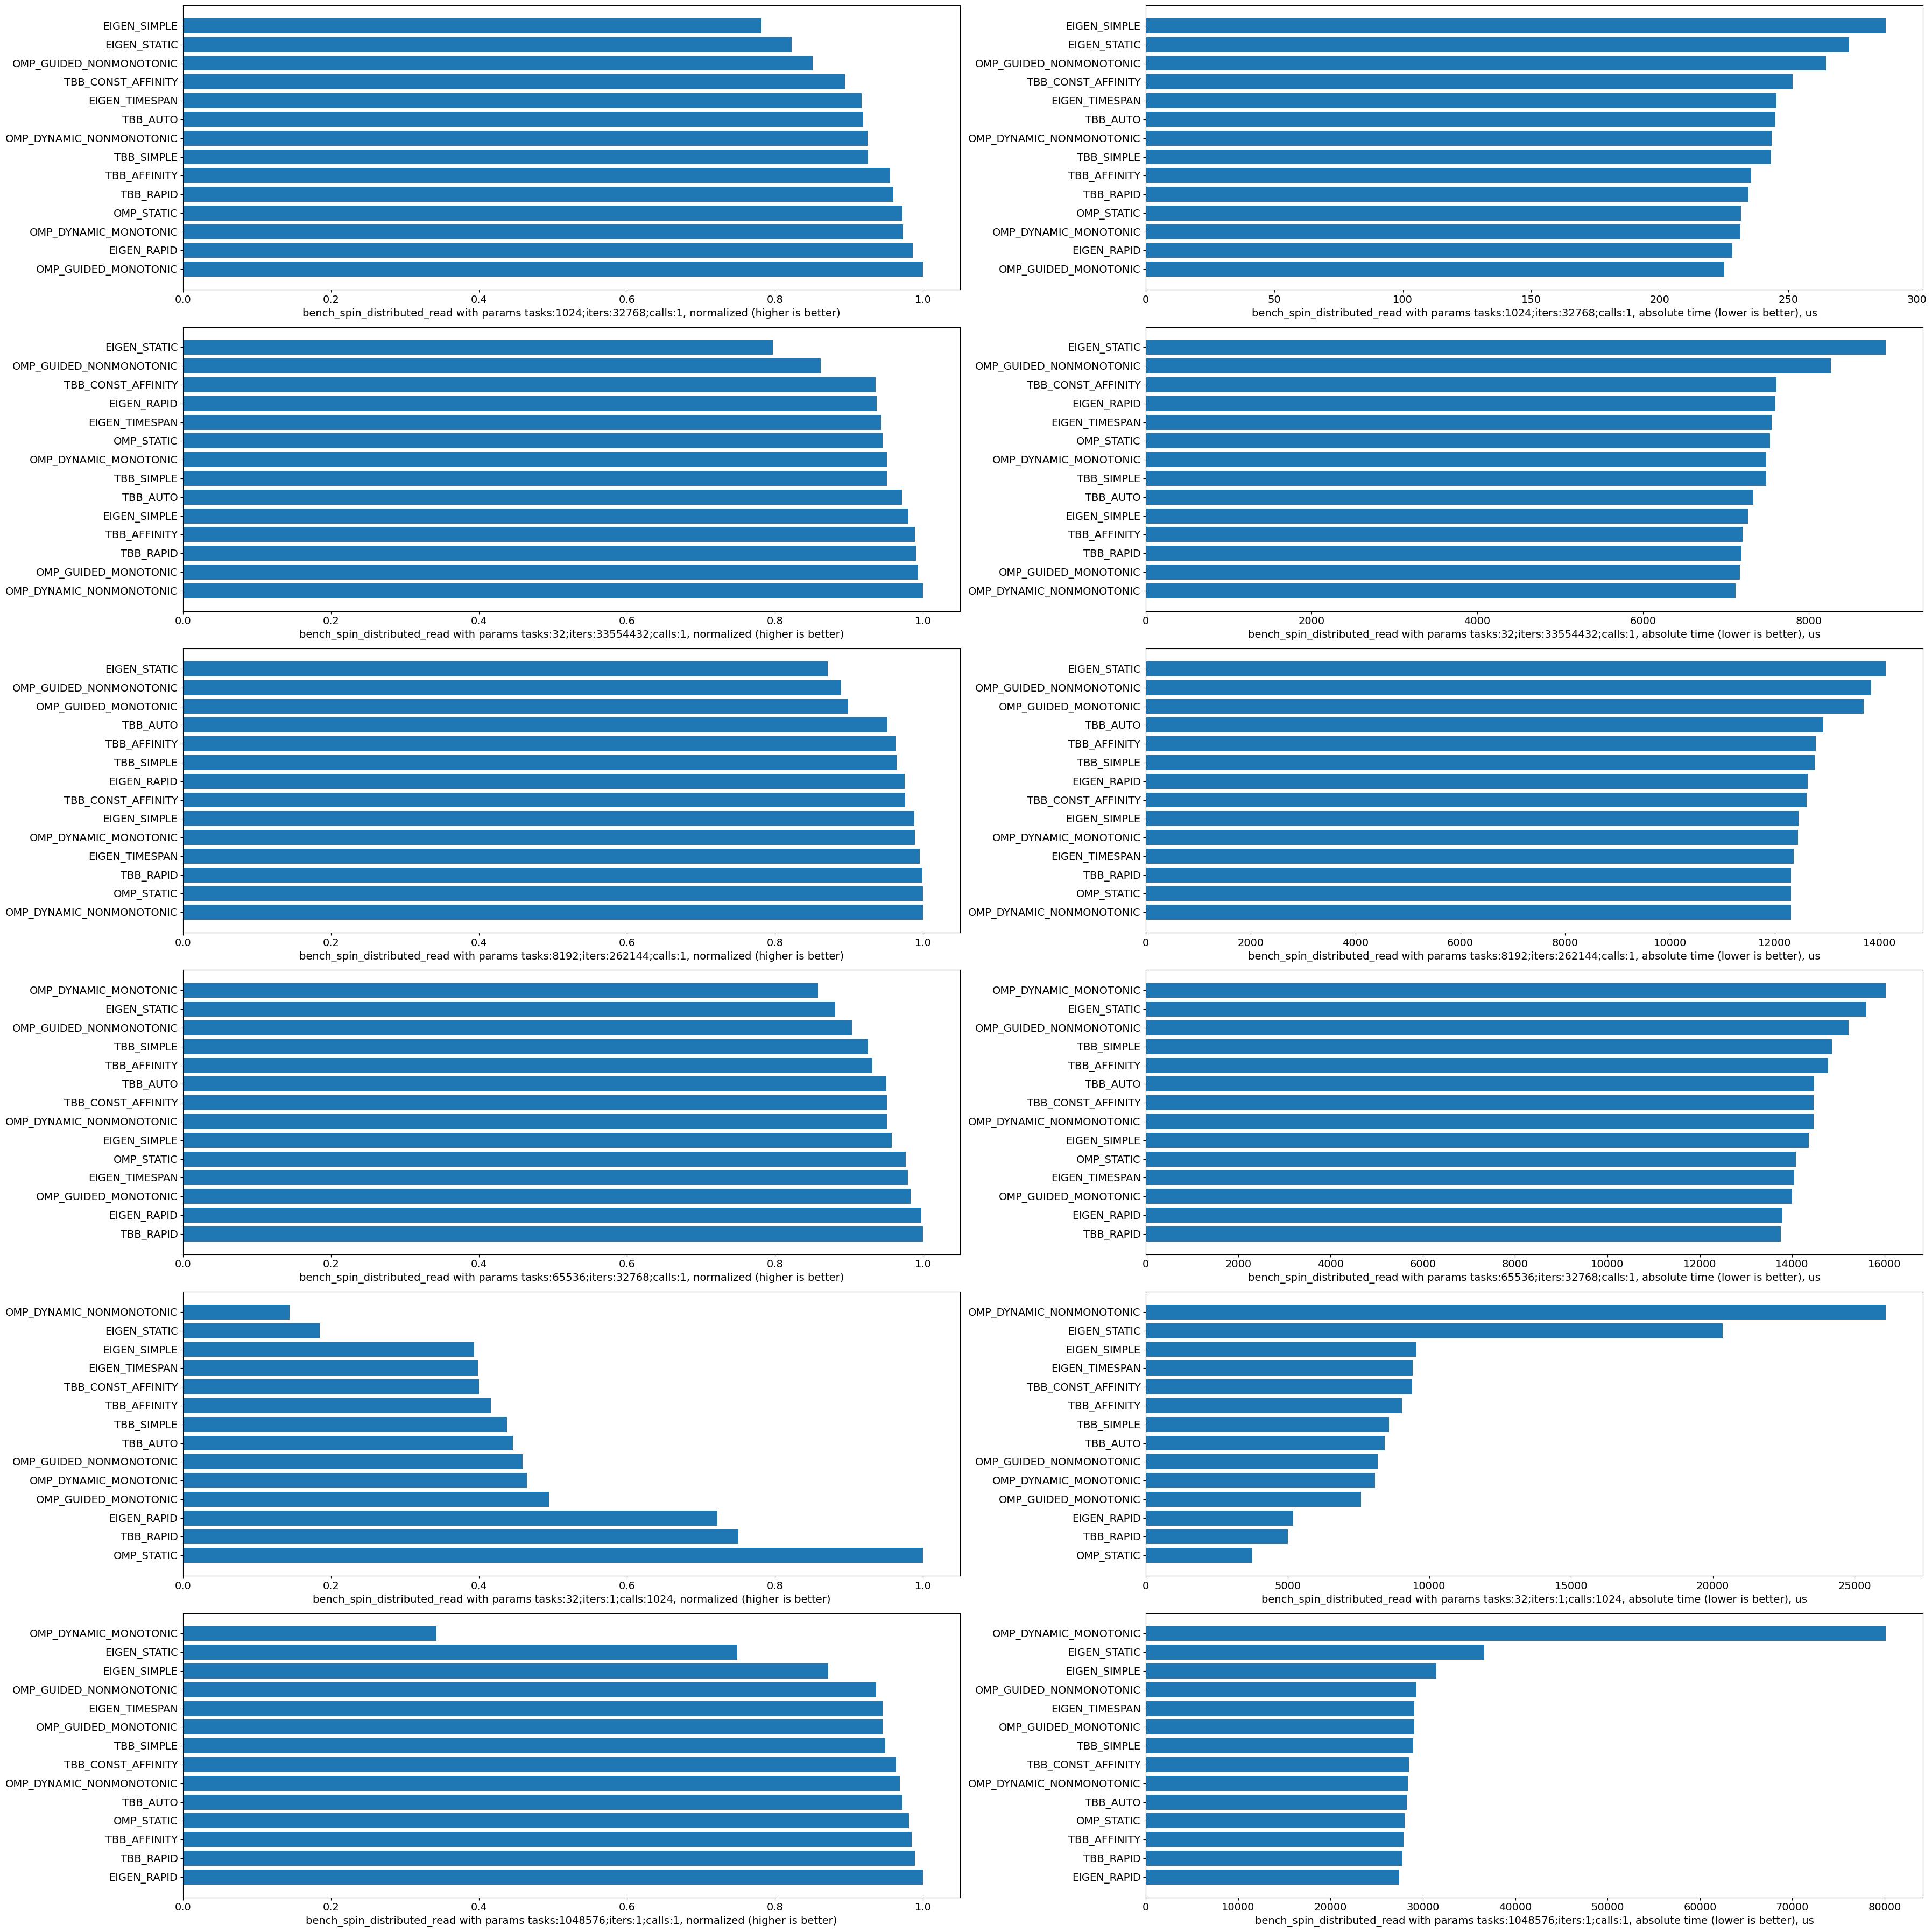 EIGEN_SIMPLE
EIGEN_STATIC
OMP_GUIDED_NONMONOTONIC
TBB_CONST_AFFINITY
EIGEN_TIMESPAN
TBB_AUTO
OMP_DYNAMIC_NONMONOTONIC
TBB_SIMPLE
TBB_AFFINITY
TBB_RAPID
OMP_STATIC
OMP_DYNAMIC_MONOTONIC
EIGEN_RAPID
OMP_GUIDED_MONOTONIC
0.0 0.2 0.4 0.6 0.8 1.0
bench_spin_distributed_read with params tasks:1024;iters:32768;calls:1, normalized (higher is better)
EIGEN_SIMPLE
EIGEN_STATIC
OMP_GUIDED_NONMONOTONIC
TBB_CONST_AFFINITY
EIGEN_TIMESPAN
TBB_AUTO
OMP_DYNAMIC_NONMONOTONIC
TBB_SIMPLE
TBB_AFFINITY
TBB_RAPID
OMP_STATIC
OMP_DYNAMIC_MONOTONIC
EIGEN_RAPID
OMP_GUIDED_MONOTONIC
0 50 100 150 200 250 300
bench_spin_distributed_read with params tasks:1024;iters:32768;calls:1, absolute time (lower is better), us
EIGEN_STATIC
OMP_GUIDED_NONMONOTONIC
TBB_CONST_AFFINITY
EIGEN_RAPID
EIGEN_TIMESPAN
OMP_STATIC
OMP_DYNAMIC_MONOTONIC
TBB_SIMPLE
TBB_AUTO
EIGEN_SIMPLE
TBB_AFFINITY
TBB_RAPID
OMP_GUIDED_MONOTONIC
OMP_DYNAMIC_NONMONOTONIC
0.0 0.2 0.4 0.6 0.8 1.0
bench_spin_distributed_read with params tasks:32;iters:33554432;calls:1, normalized (higher is better)
EIGEN_STATIC
OMP_GUIDED_NONMONOTONIC
TBB_CONST_AFFINITY
EIGEN_RAPID
EIGEN_TIMESPAN
OMP_STATIC
OMP_DYNAMIC_MONOTONIC
TBB_SIMPLE
TBB_AUTO
EIGEN_SIMPLE
TBB_AFFINITY
TBB_RAPID
OMP_GUIDED_MONOTONIC
OMP_DYNAMIC_NONMONOTONIC
0 2000 4000 6000 8000
bench_spin_distributed_read with params tasks:32;iters:33554432;calls:1, absolute time (lower is better), us
EIGEN_STATIC
OMP_GUIDED_NONMONOTONIC
OMP_GUIDED_MONOTONIC
TBB_AUTO
TBB_AFFINITY
TBB_SIMPLE
EIGEN_RAPID
TBB_CONST_AFFINITY
EIGEN_SIMPLE
OMP_DYNAMIC_MONOTONIC
EIGEN_TIMESPAN
TBB_RAPID
OMP_STATIC
OMP_DYNAMIC_NONMONOTONIC
0.0 0.2 0.4 0.6 0.8 1.0
bench_spin_distributed_read with params tasks:8192;iters:262144;calls:1, normalized (higher is better)
EIGEN_STATIC
OMP_GUIDED_NONMONOTONIC
OMP_GUIDED_MONOTONIC
TBB_AUTO
TBB_AFFINITY
TBB_SIMPLE
EIGEN_RAPID
TBB_CONST_AFFINITY
EIGEN_SIMPLE
OMP_DYNAMIC_MONOTONIC
EIGEN_TIMESPAN
TBB_RAPID
OMP_STATIC
OMP_DYNAMIC_NONMONOTONIC
0 2000 4000 6000 8000 10000 12000 14000
bench_spin_distributed_read with params tasks:8192;iters:262144;calls:1, absolute time (lower is better), us
OMP_DYNAMIC_MONOTONIC
EIGEN_STATIC
OMP_GUIDED_NONMONOTONIC
TBB_SIMPLE
TBB_AFFINITY
TBB_AUTO
TBB_CONST_AFFINITY
OMP_DYNAMIC_NONMONOTONIC
EIGEN_SIMPLE
OMP_STATIC
EIGEN_TIMESPAN
OMP_GUIDED_MONOTONIC
EIGEN_RAPID
TBB_RAPID
0.0 0.2 0.4 0.6 0.8 1.0
bench_spin_distributed_read with params tasks:65536;iters:32768;calls:1, normalized (higher is better)
OMP_DYNAMIC_MONOTONIC
EIGEN_STATIC
OMP_GUIDED_NONMONOTONIC
TBB_SIMPLE
TBB_AFFINITY
TBB_AUTO
TBB_CONST_AFFINITY
OMP_DYNAMIC_NONMONOTONIC
EIGEN_SIMPLE
OMP_STATIC
EIGEN_TIMESPAN
OMP_GUIDED_MONOTONIC
EIGEN_RAPID
TBB_RAPID
0 2000 4000 6000 8000 10000 12000 14000 16000
bench_spin_distributed_read with params tasks:65536;iters:32768;calls:1, absolute time (lower is better), us
OMP_DYNAMIC_NONMONOTONIC
EIGEN_STATIC
EIGEN_SIMPLE
EIGEN_TIMESPAN
TBB_CONST_AFFINITY
TBB_AFFINITY
TBB_SIMPLE
TBB_AUTO
OMP_GUIDED_NONMONOTONIC
OMP_DYNAMIC_MONOTONIC
OMP_GUIDED_MONOTONIC
EIGEN_RAPID
TBB_RAPID
OMP_STATIC
0.0 0.2 0.4 0.6 0.8 1.0
bench_spin_distributed_read with params tasks:32;iters:1;calls:1024, normalized (higher is better)
OMP_DYNAMIC_NONMONOTONIC
EIGEN_STATIC
EIGEN_SIMPLE
EIGEN_TIMESPAN
TBB_CONST_AFFINITY
TBB_AFFINITY
TBB_SIMPLE
TBB_AUTO
OMP_GUIDED_NONMONOTONIC
OMP_DYNAMIC_MONOTONIC
OMP_GUIDED_MONOTONIC
EIGEN_RAPID
TBB_RAPID
OMP_STATIC
0 5000 10000 15000 20000 25000
bench_spin_distributed_read with params tasks:32;iters:1;calls:1024, absolute time (lower is better), us
OMP_DYNAMIC_MONOTONIC
EIGEN_STATIC
EIGEN_SIMPLE
OMP_GUIDED_NONMONOTONIC
EIGEN_TIMESPAN
OMP_GUIDED_MONOTONIC
TBB_SIMPLE
TBB_CONST_AFFINITY
OMP_DYNAMIC_NONMONOTONIC
TBB_AUTO
OMP_STATIC
TBB_AFFINITY
TBB_RAPID
EIGEN_RAPID
0.0 0.2 0.4 0.6 0.8 1.0
bench_spin_distributed_read with params tasks:1048576;iters:1;calls:1, normalized (higher is better)
OMP_DYNAMIC_MONOTONIC
EIGEN_STATIC
EIGEN_SIMPLE
OMP_GUIDED_NONMONOTONIC
EIGEN_TIMESPAN
OMP_GUIDED_MONOTONIC
TBB_SIMPLE
TBB_CONST_AFFINITY
OMP_DYNAMIC_NONMONOTONIC
TBB_AUTO
OMP_STATIC
TBB_AFFINITY
TBB_RAPID
EIGEN_RAPID
0 10000 20000 30000 40000 50000 60000 70000 80000
bench_spin_distributed_read with params tasks:1048576;iters:1;calls:1, absolute time (lower is better), us